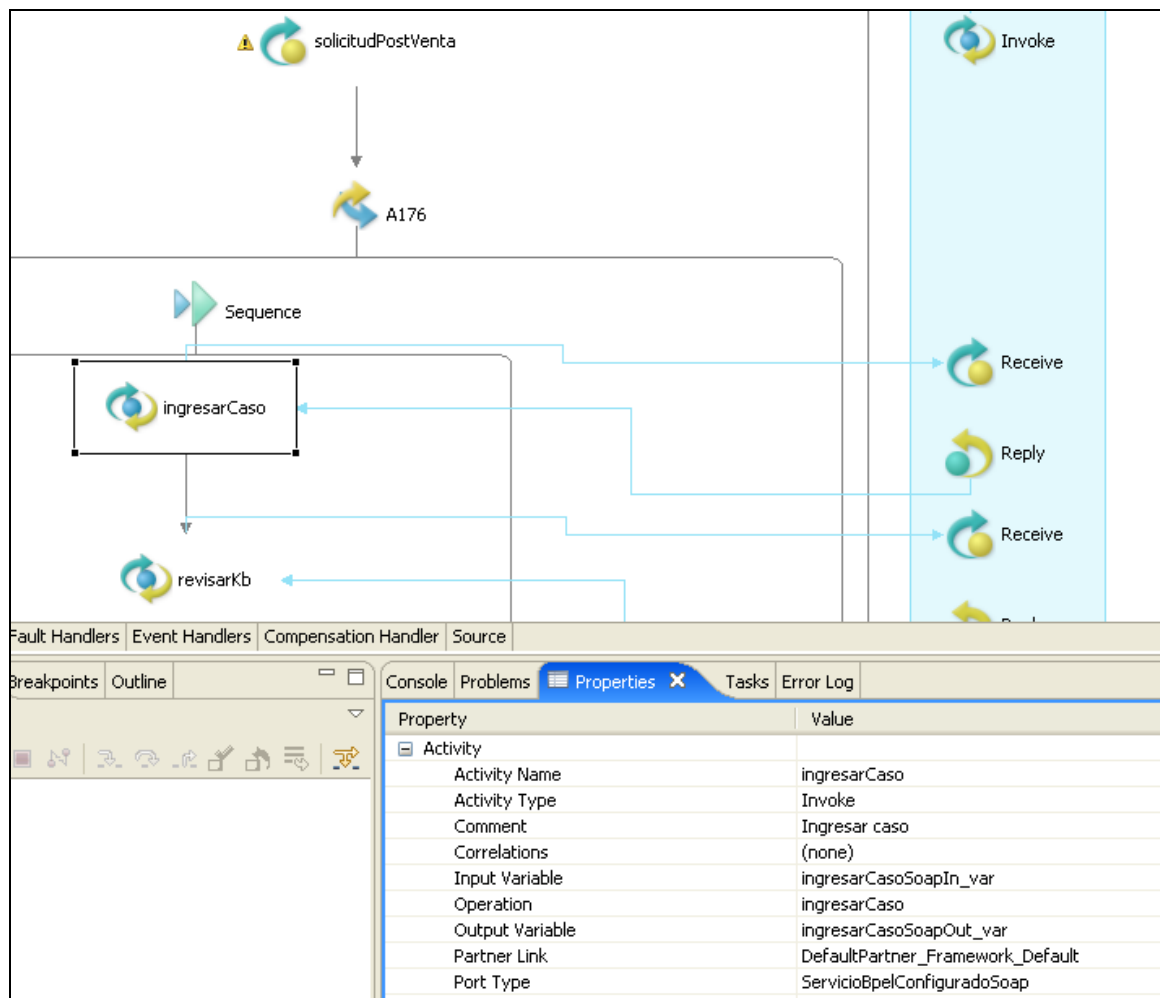 solicitudPostVenta
Invoke
A176
Sequence
Receive
ingresarCaso
Reply
Receive
revisarKb
Fault Handlers Event Handlers Compensation Handler Source
Breakpoints Outline
Console Problems Properties Tasks Error Log
Property Value
Activity
Activity Name ingresarCaso
Activity Type Invoke
Comment Ingresar caso
Correlations (none)
Input Variable ingresarCasoSoapIn_var
Operation ingresarCaso
Output Variable ingresarCasoSoapOut_var
Partner Link DefaultPartner_Framework_Default
Port Type ServicioBpelConfiguradoSoap